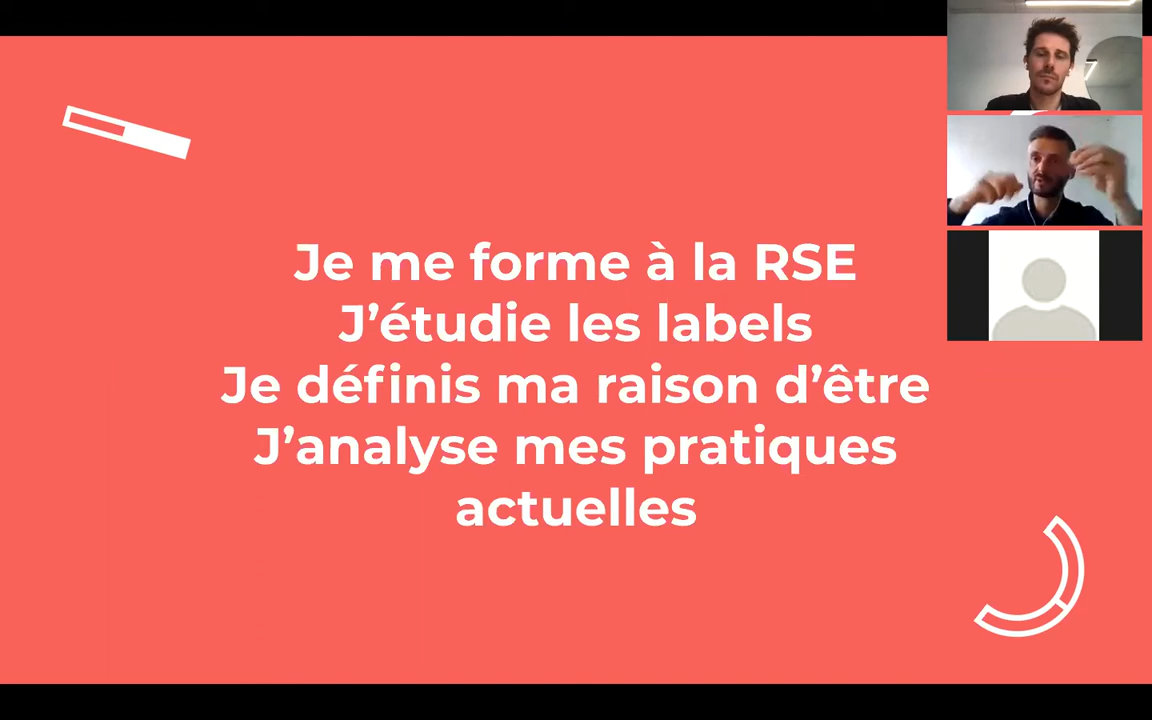 Je me forme à la RSE
J’étudie les labels
Je définis ma raison d’être
J’analyse mes pratiques
actuelles